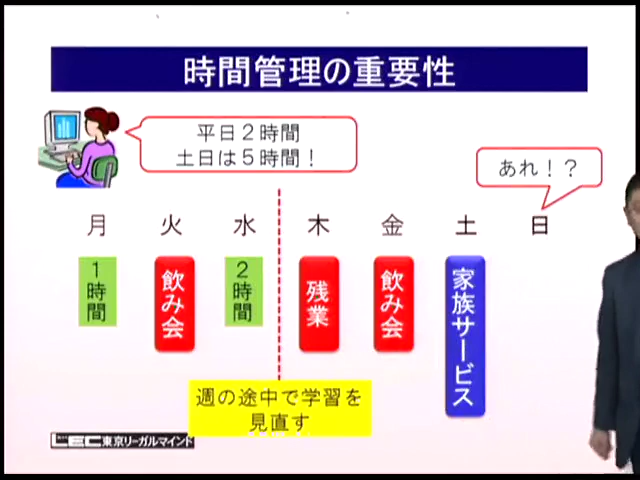 時間管理の重要性
平日２時間
土日は５時間！
あれ！？
月 火 水 木 金 土 日
１時間
飲み会
２時間
残業
飲み会
家族サービス
週の途中で学習を
見直す
LEC東京リーガルマインド